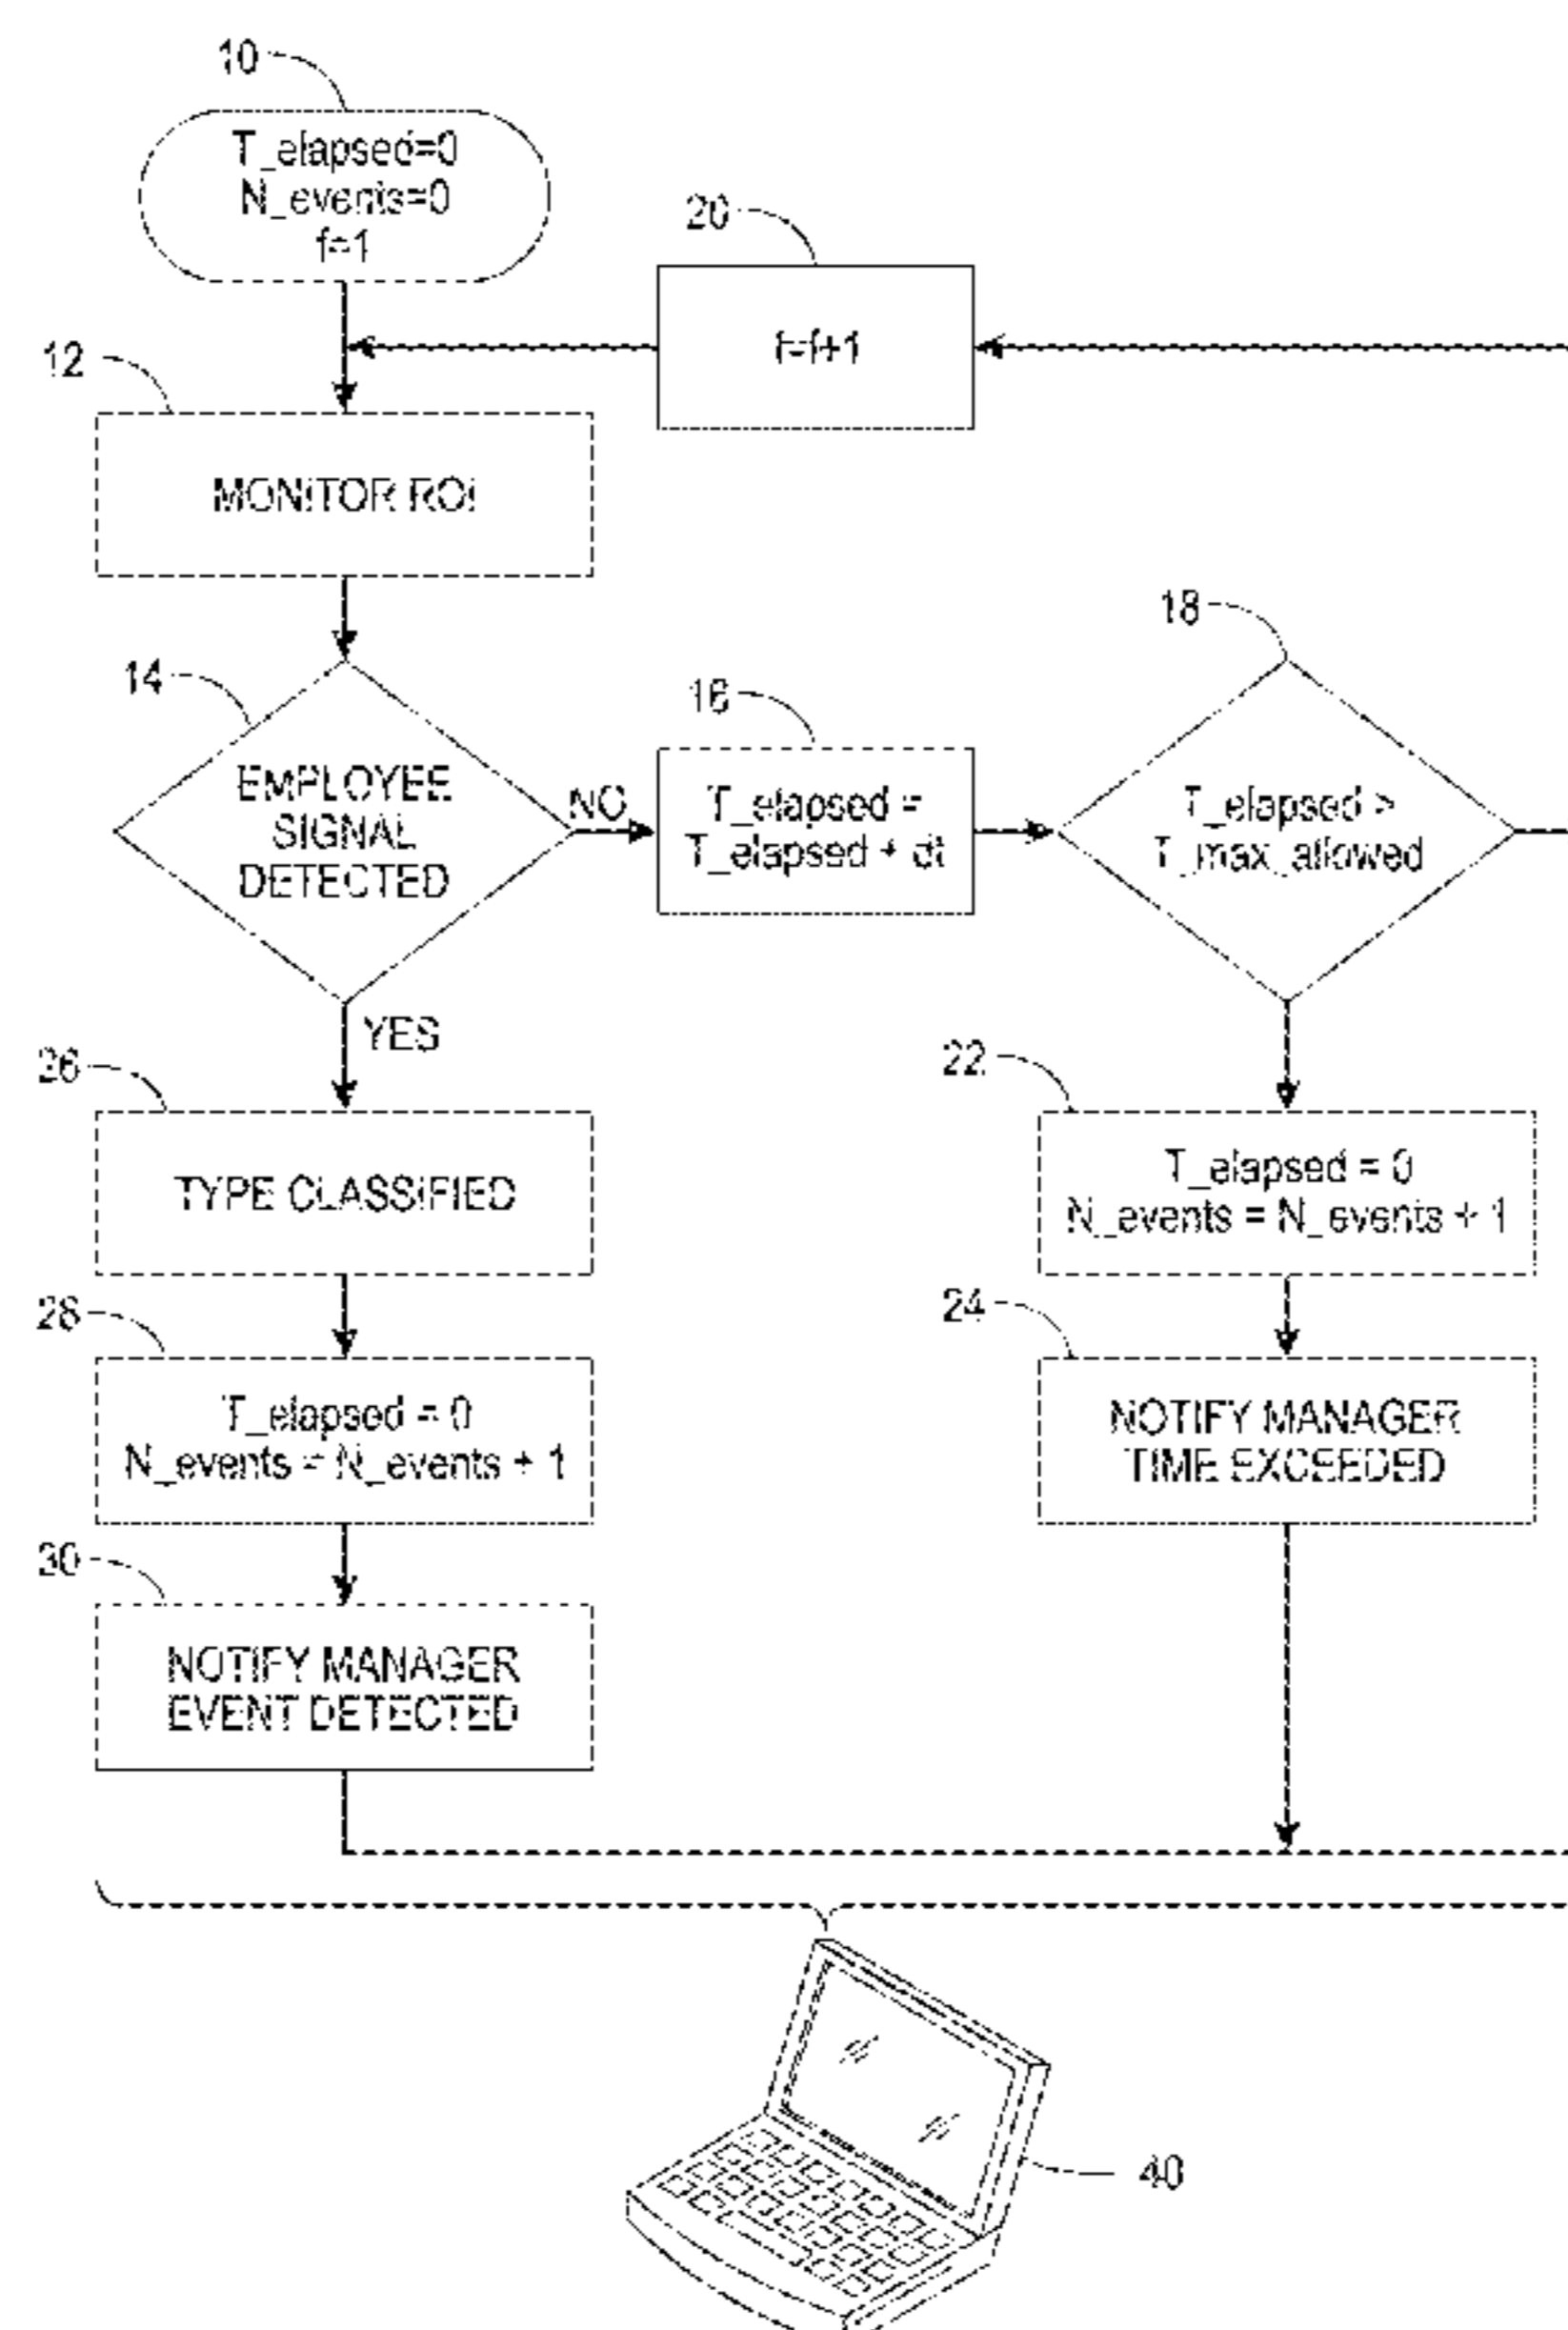 10
T_elapsed=0
N_events=0
f=1
20
f=f+1
12
MONITOR ROI
14
EMPLOYEE
SIGNAL
DETECTED
NO
16
T_elapsed =
T_elapsed + dt
18
T_elapsed >
T_max_allowed
YES
26
TYPE CLASSIFIED
22
T_elapsed = 0
N_events = N_events + 1
28
T_elapsed = 0
N_events = N_events + 1
24
NOTIFY MANAGER
TIME EXCEEDED
30
NOTIFY MANAGER
EVENT DETECTED
40